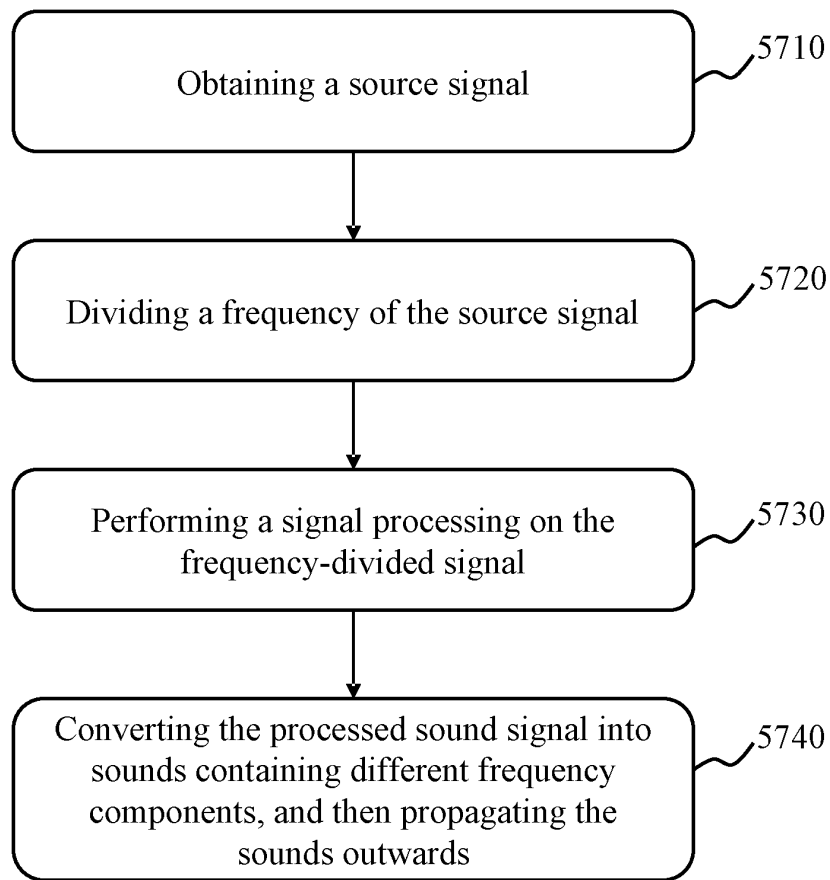 5710
Obtaining a source signal
5720
Dividing a frequency of the source signal
5730
Performing a signal processing on the
frequency-divided signal
5740
Converting the processed sound signal into
sounds containing different frequency
components, and then propagating the
sounds outwards